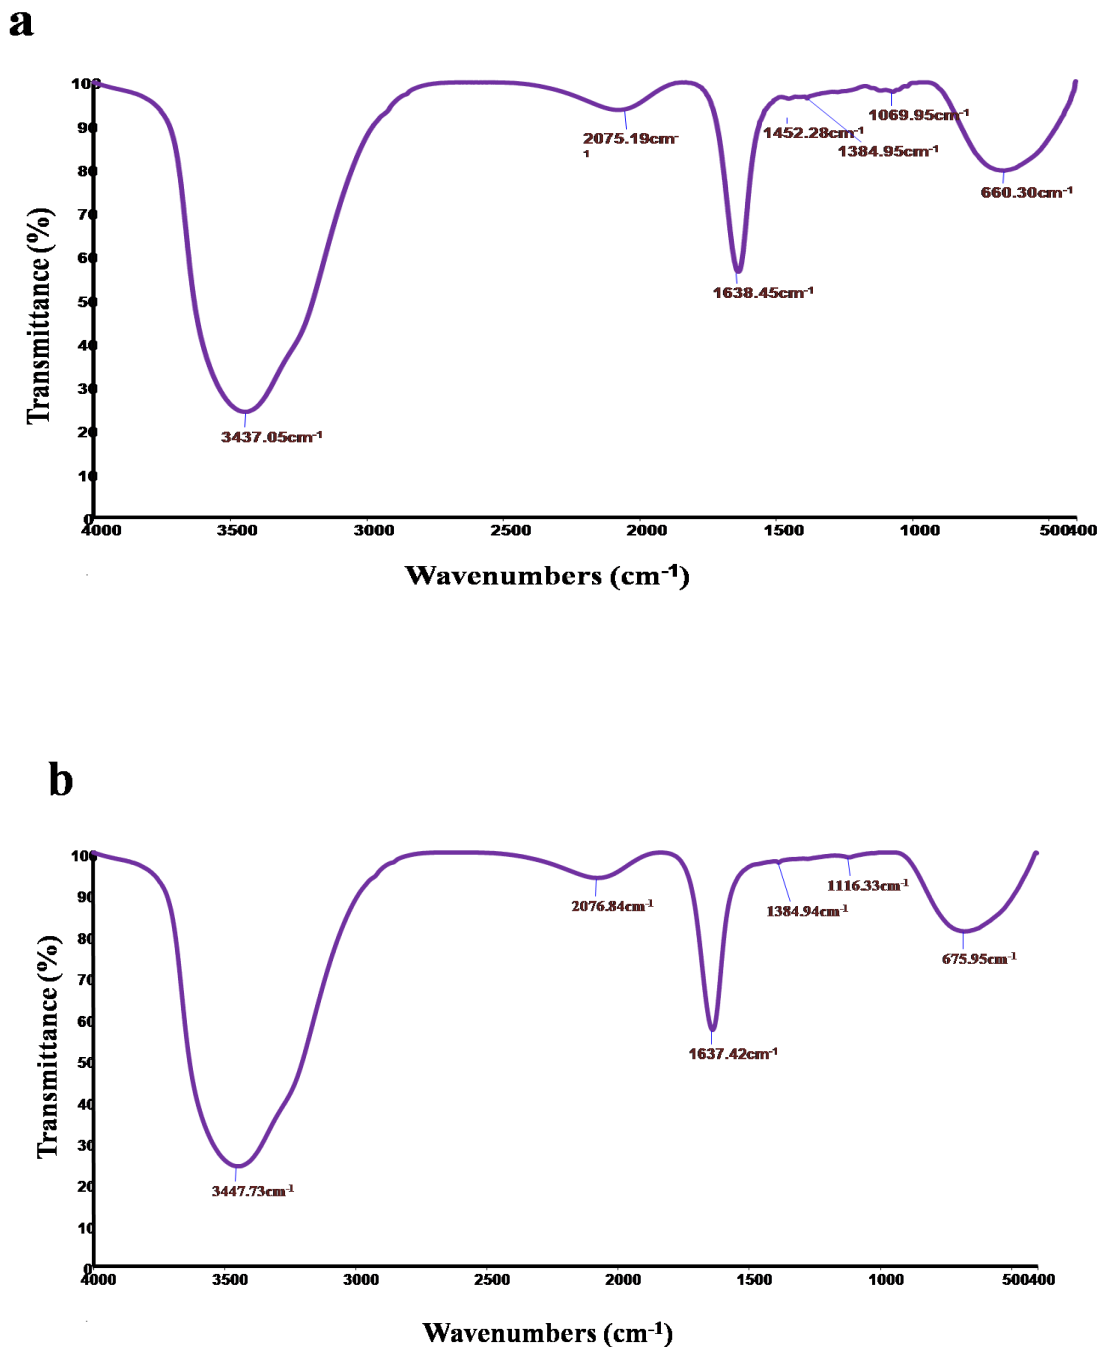 a
100
90
80
70
60
50
40
30
20
10
0
Transmittance (%)
2075.19cm-
1
1638.45cm-1
3437.05cm-1
1452.28cm-1
1384.95cm-1
1069.95cm-1
660.30cm-1
4000 3500 3000 2500 2000 1500 1000 500400
Wavenumbers (cm-1)
b
100
90
80
70
60
50
40
30
20
10
0
Transmittance (%)
3447.73cm-1
2076.84cm-1
1637.42cm-1
1384.94cm-1
1116.33cm-1
675.95cm-1
4000 3500 3000 2500 2000 1500 1000 500400
Wavenumbers (cm-1)